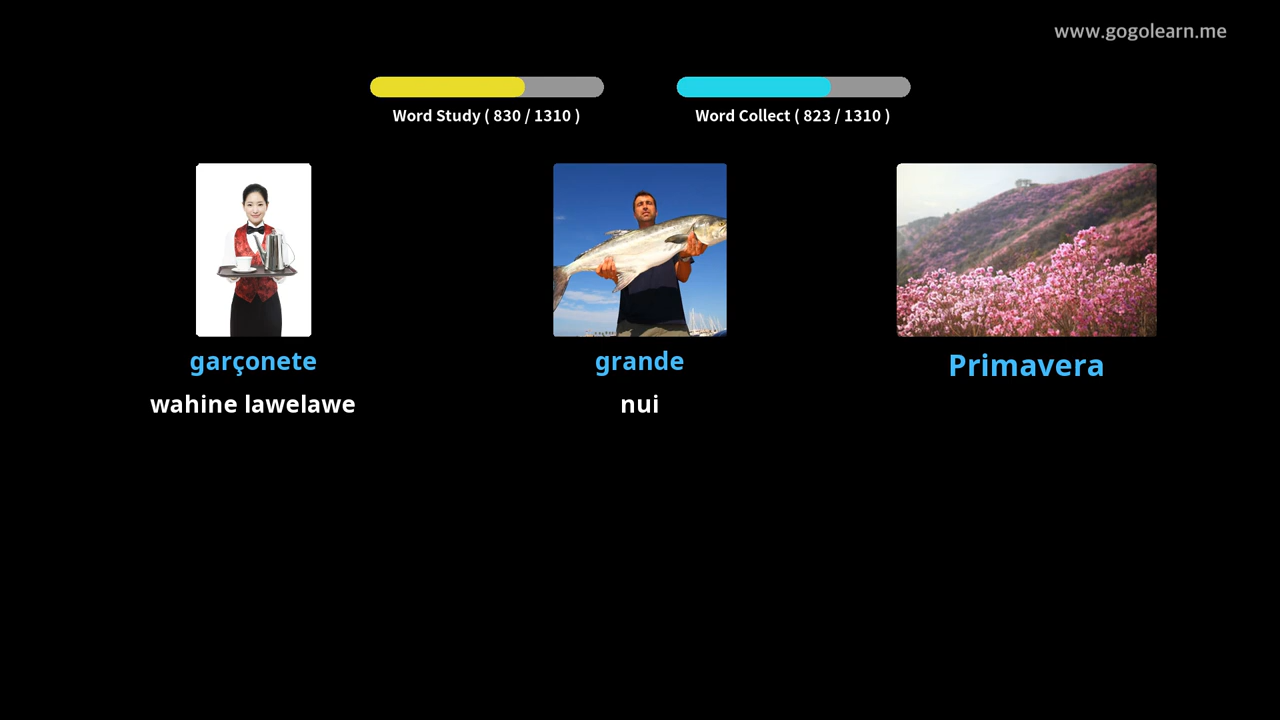 www.gogolearn.me
Word Study ( 830 / 1310 )
Word Collect ( 823 / 1310 )
garçonete
grande
Primavera
wahine lawelawe
nui